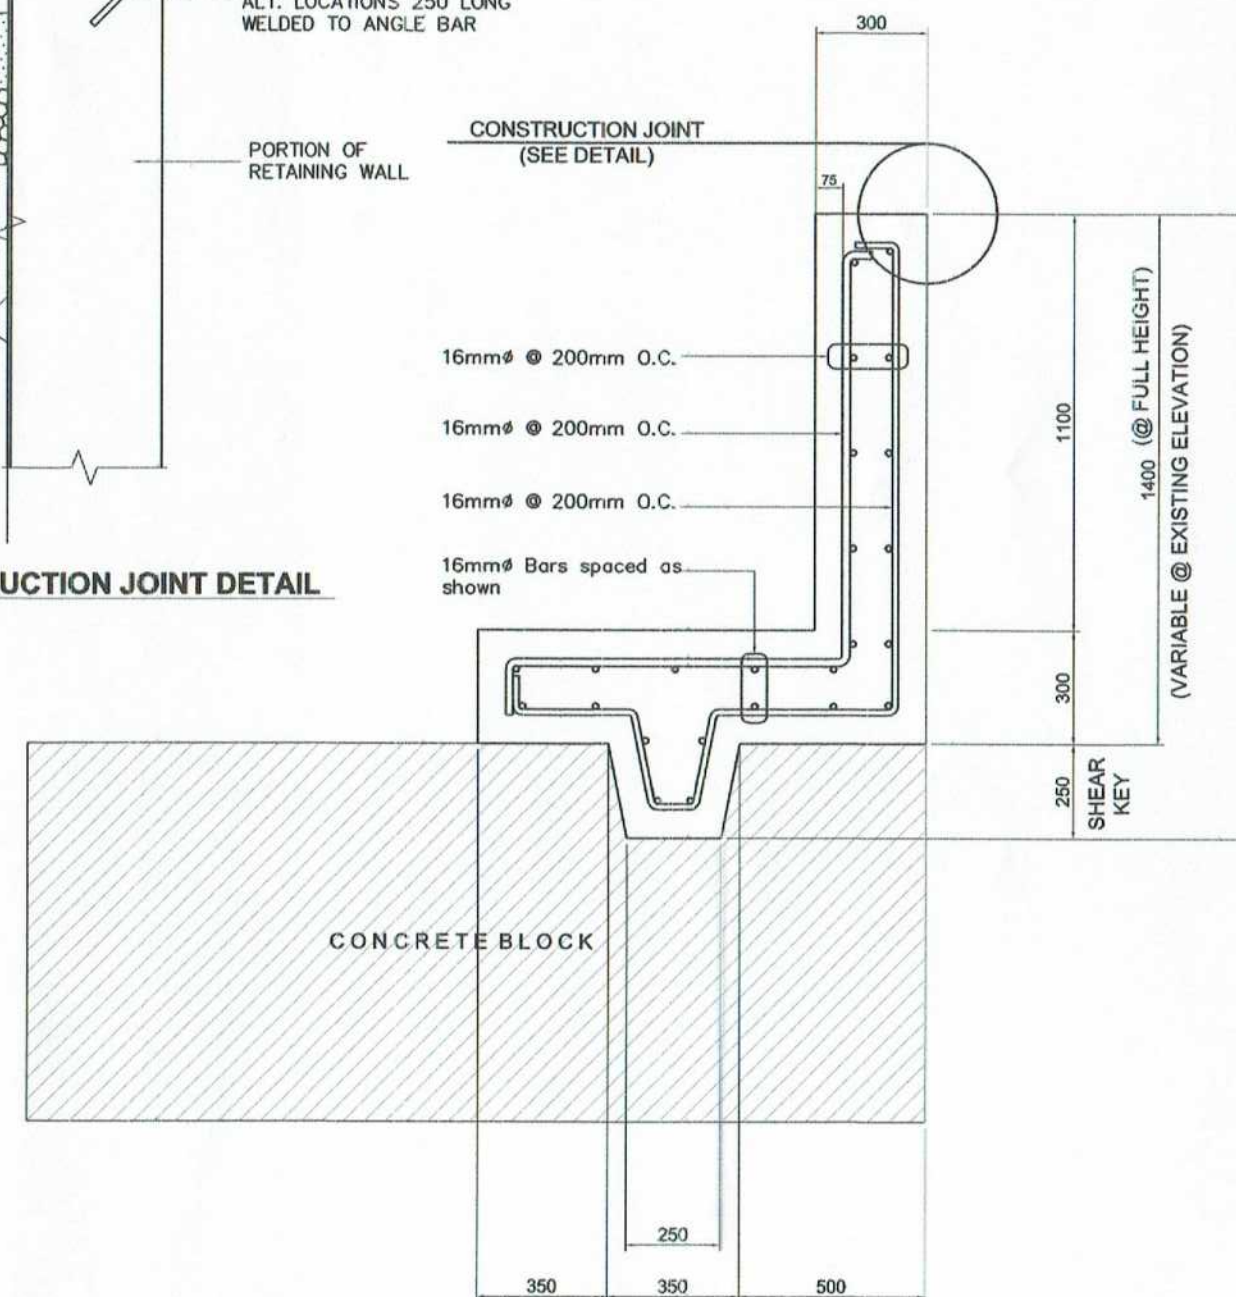 ALT. LOCATIONS 250 LONG
WELDED TO ANGLE BAR
PORTION OF
RETAINING WALL
UCTION JOINT DETAIL
300
CONSTRUCTION JOINT
(SEE DETAIL)
75
16mmø @ 200mm O.C.
16mmø @ 200mm O.C.
16mmø @ 200mm O.C.
16mmø Bars spaced as
shown
1100
1400 (@ FULL HEIGHT)
(VARIABLE @ EXISTING ELEVATION)
300
250
SHEAR
KEY
CONCRETE BLOCK
250
350
350
500